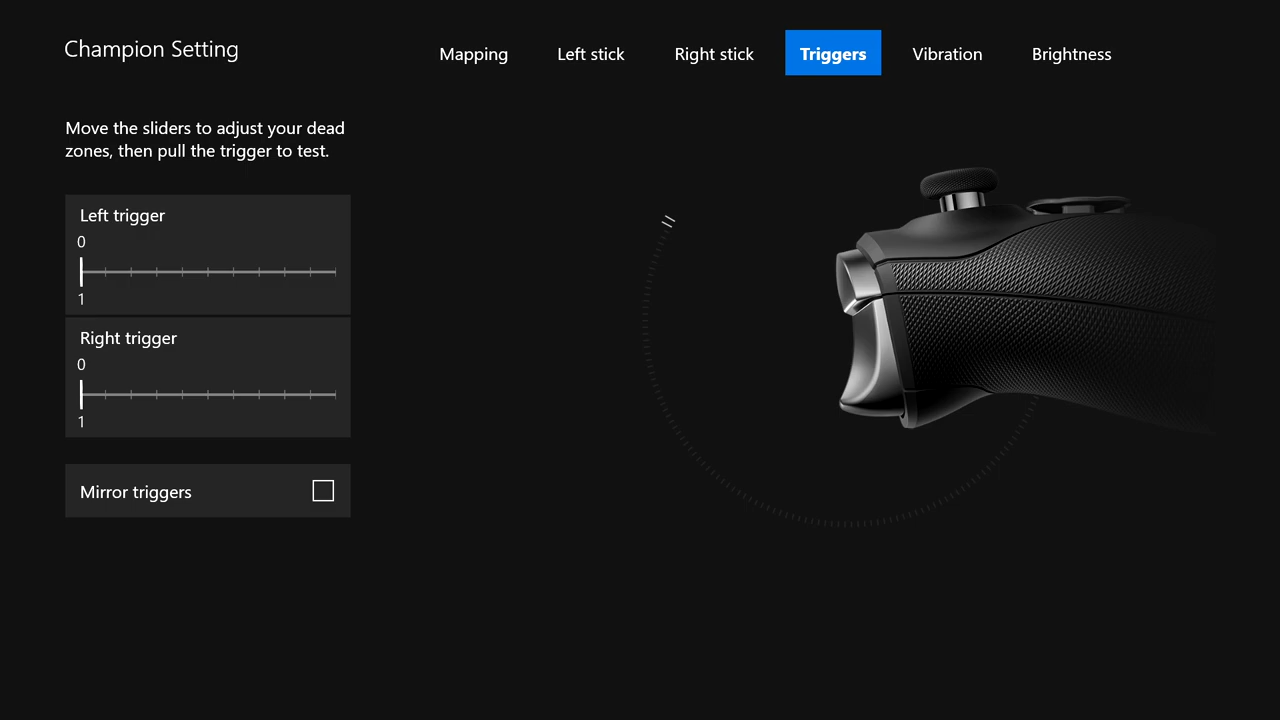 Champion Setting
Mapping
Left stick
Right stick
Triggers
Vibration
Brightness
Move the sliders to adjust your dead
zones, then pull the trigger to test.
Left trigger
0
1
Right trigger
0
1
Mirror triggers